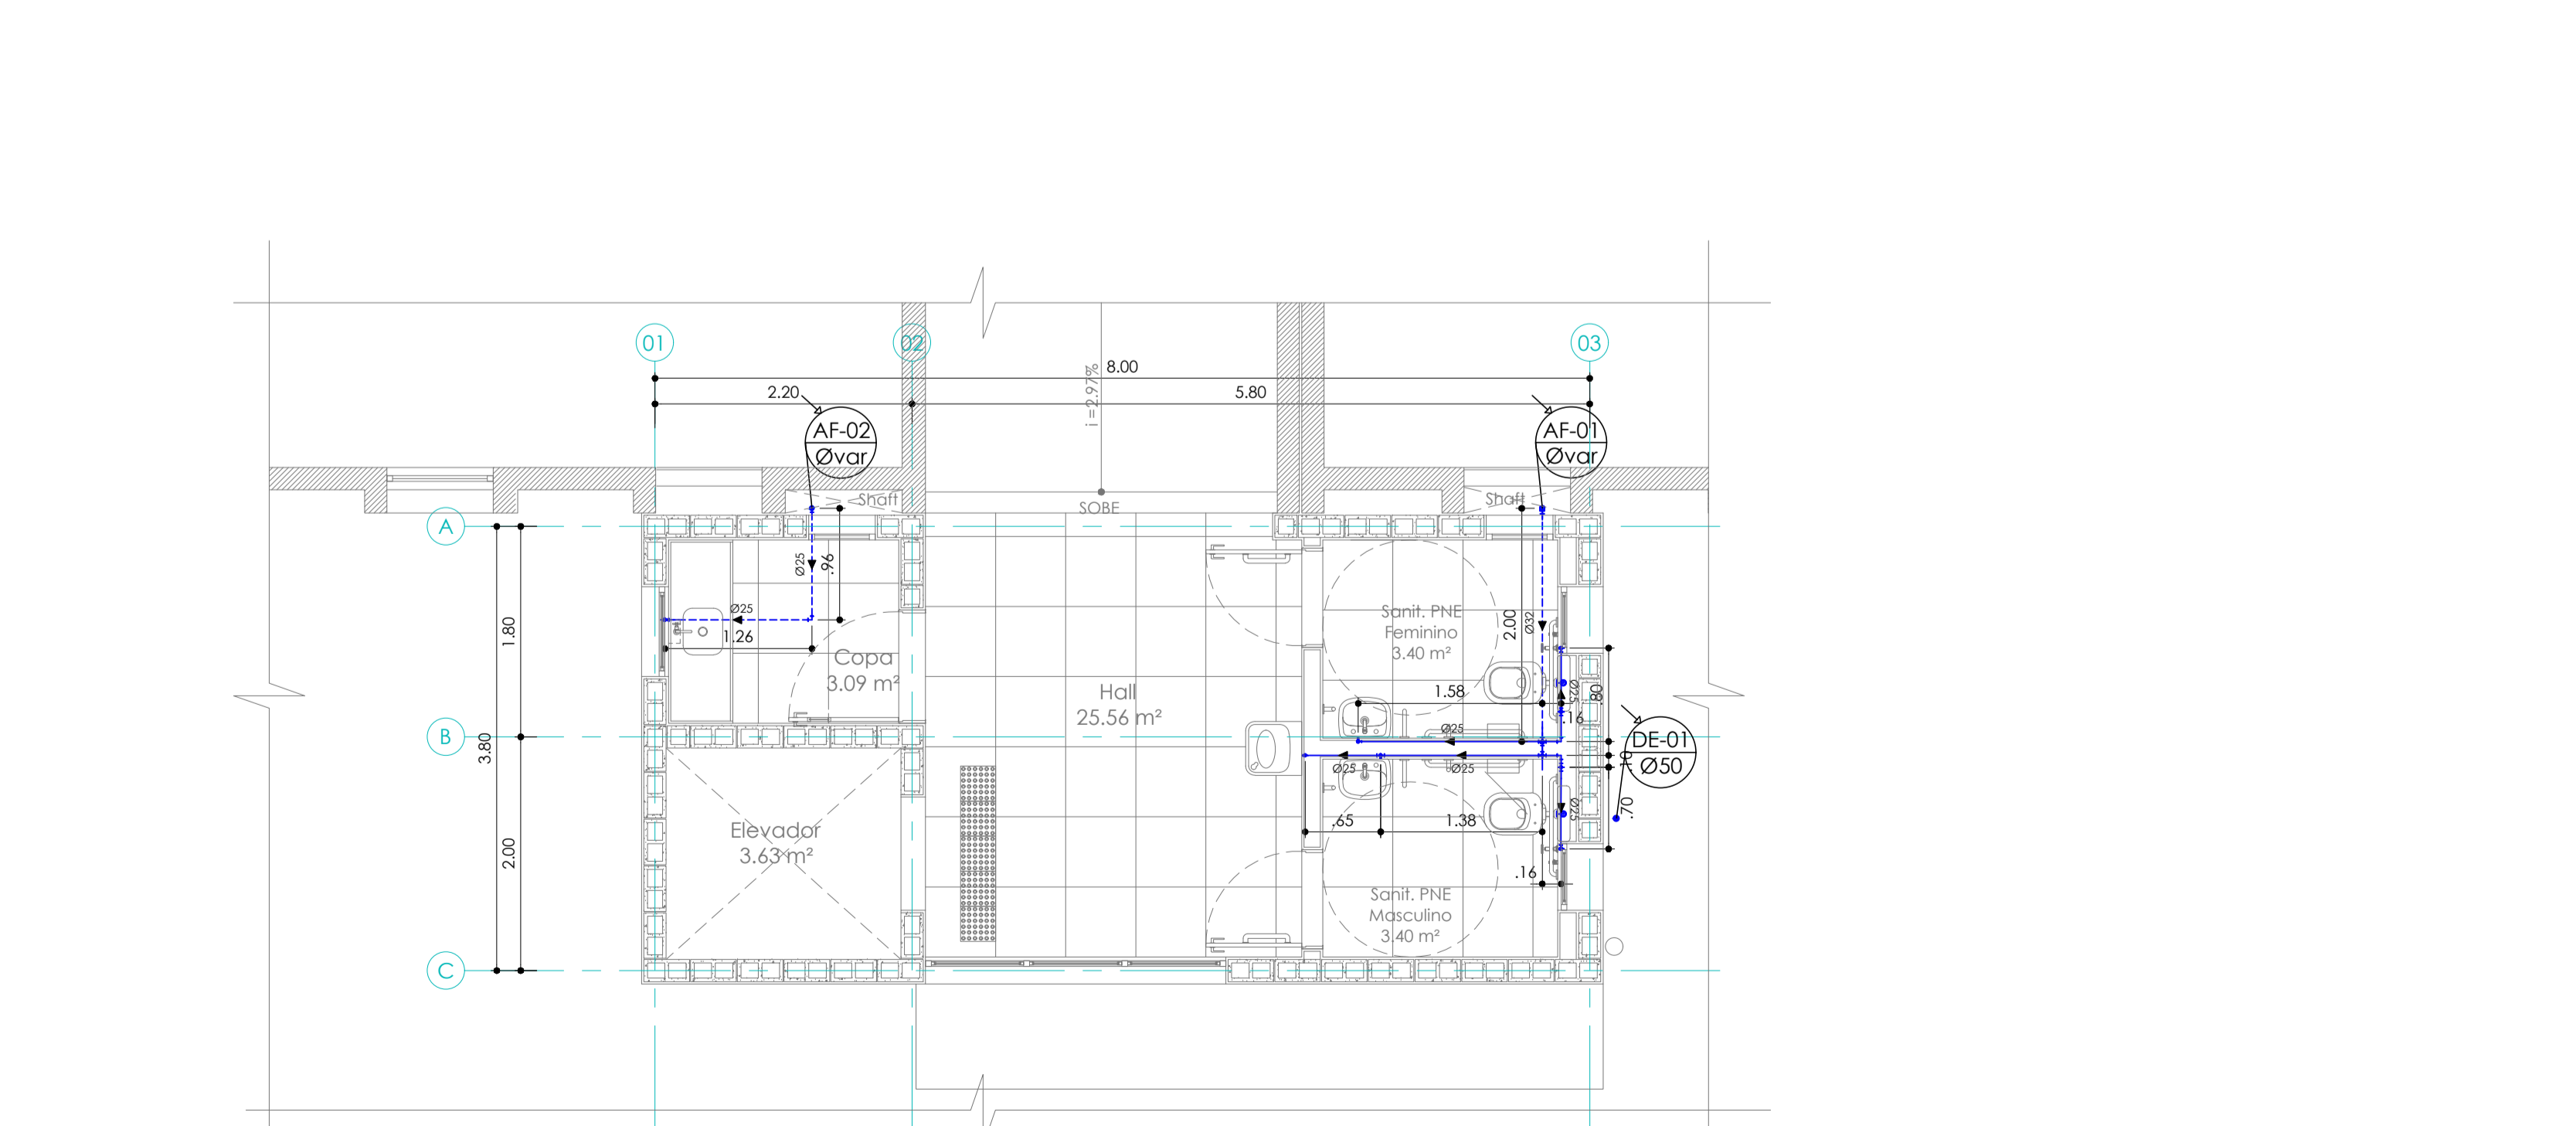 01
02
03
8.00
2.20
5.80
i =2.97%
AF-02
Øvar
AF-01
Øvar
Shaft
SOBE
Shaft
A
Ø25
.96
Ø25
1.26
1.80
Copa
3.09 m²
Sanit. PNE
Feminino
3.40 m²
2.00
Ø32
Hall
25.56 m²
1.58
Ø25
.80
.16
B
3.80
Ø25
DE-01
Ø50
.10
Ø25
Ø25
.70
Ø25
.65
1.38
Elevador
3.63 m²
2.00
.16
Sanit. PNE
Masculino
3.40 m²
C